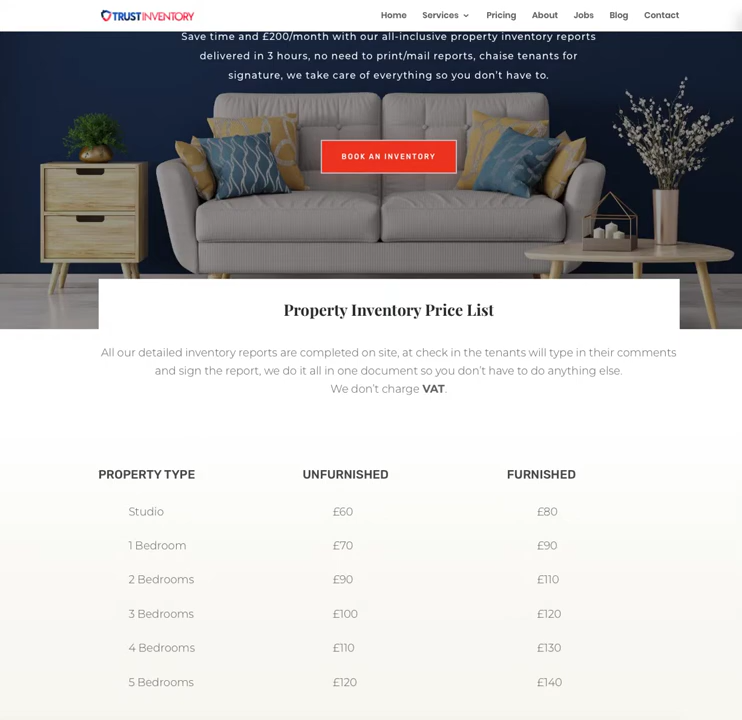 TRUST INVENTORY
Home Services Pricing About Jobs Blog Contact
Save time and £200/month with our all-inclusive property inventory reports
delivered in 3 hours, no need to print/mail reports, chaise tenants for
signature, we take care of everything so you don't have to.
BOOK AN INVENTORY
Property Inventory Price List
All our detailed inventory reports are completed on site, at check in the tenants will type in their comments
and sign the report, we do it all in one document so you don't have to do anything else.
We don't charge VAT.
PROPERTY TYPE UNFURNISHED FURNISHED
Studio £60 £80
1 Bedroom £70 £90
2 Bedrooms £90 £110
3 Bedrooms £100 £120
4 Bedrooms £110 £130
5 Bedrooms £120 £140